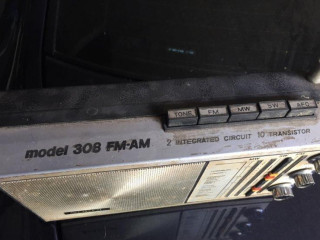 TONE FM MW SW AFC
model 308 FM-AM
2 INTEGRATED CIRCUIT 10 TRANSISTOR